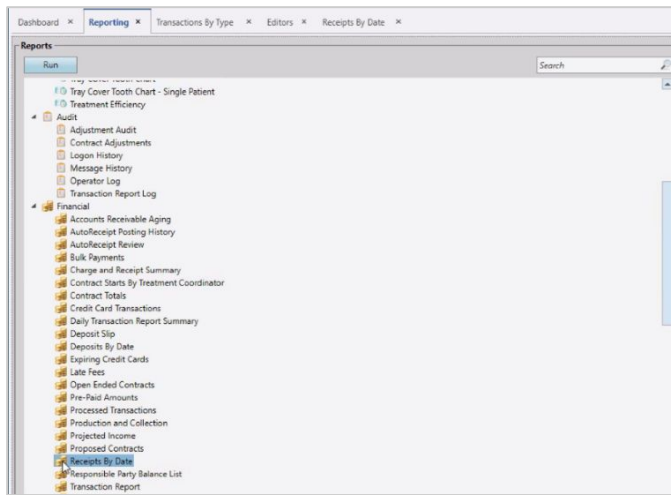 Dashboard × Reporting × Transactions By Type × Editors × Receipts By Date ×
Reports
Run Search
Tray Cover Tooth Chart
Tray Cover Tooth Chart - Single Patient
Treatment Efficiency
Audit
Adjustment Audit
Contract Adjustments
Logon History
Message History
Operator Log
Transaction Report Log
Financial
Accounts Receivable Aging
AutoReceipt Posting History
AutoReceipt Review
Bulk Payments
Charge and Receipt Summary
Contract Starts By Treatment Coordinator
Contract Totals
Credit Card Transactions
Daily Transaction Report Summary
Deposit Slip
Deposits By Date
Expiring Credit Cards
Late Fees
Open Ended Contracts
Pre-Paid Amounts
Processed Transactions
Production and Collection
Projected Income
Proposed Contracts
Receipts By Date
Responsible Party Balance List
Transaction Report